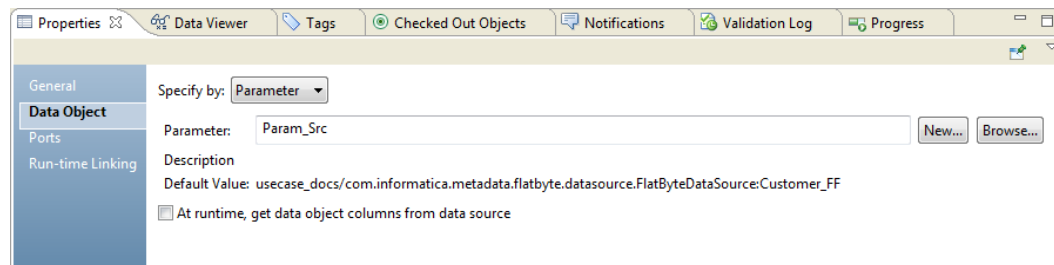 Properties Data Viewer Tags Checked Out Objects Notifications Validation Log Progress
General
Data Object
Ports
Run-time Linking
Specify by: Parameter
Parameter: Param_Src New... Browse...
Description
Default Value: usecase_docs/com.informatica.metadata.flatbyte.datasource.FlatByteDataSource:Customer_FF
At runtime, get data object columns from data source